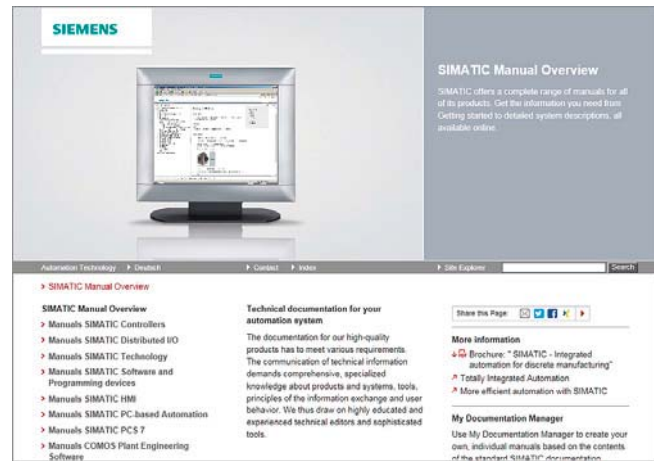 SIEMENS
SIMATIC Manual Overview
SIMATIC offers a complete range of manuals for all
of its products. Get the information you need from
Getting started to detailed system descriptions, all
available online.
Automation Technology
Deutsch
Contact
Index
Site Explorer
Search
SIMATIC Manual Overview
SIMATIC Manual Overview
Manuals SIMATIC Controllers
Manuals SIMATIC Distributed I/O
Manuals SIMATIC Technology
Manuals SIMATIC Software and
Programming devices
Manuals SIMATIC HMI
Manuals SIMATIC PC-based Automation
Manuals SIMATIC PCS 7
Manuals COMOS Plant Engineering
Software
Technical documentation for your
automation system
The documentation for our high-quality
products has to meet various requirements.
The communication of technical information
demands comprehensive, specialized
knowledge about products and systems, tools,
principles of the information exchange and user
behavior. We thus draw on highly educated and
experienced technical editors and sophisticated
tools.
Share this Page:
More information
Brochure: " SIMATIC - Integrated
automation for discrete manufacturing"
Totally Integrated Automation
More efficient automation with SIMATIC
My Documentation Manager
Use My Documentation Manager to create your
own, individual manuals based on the contents
of the standard SIMATIC documentation